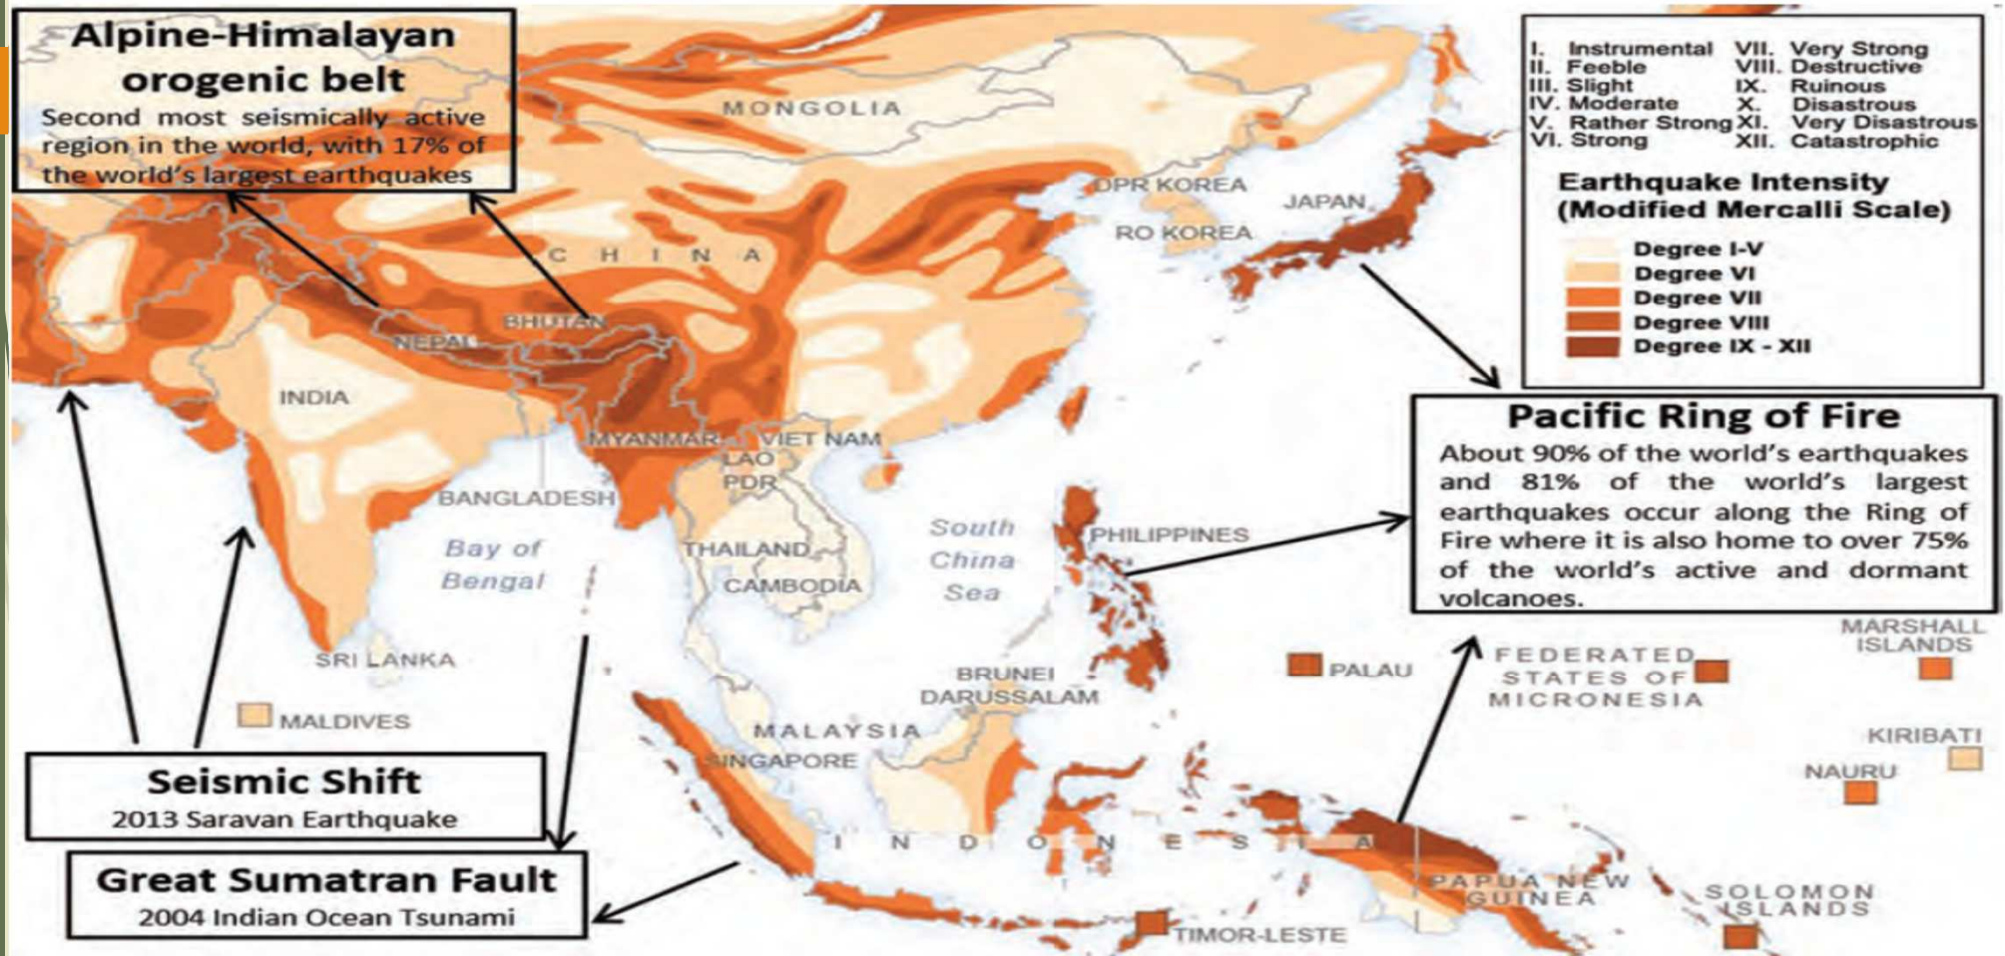 Alpine-Himalayan
orogenic belt
Second most seismically active
region in the world, with 17% of
the world's largest earthquakes
I. Instrumental VII. Very Strong
II. Feeble VIII. Destructive
III. Slight IX. Ruinous
IV. Moderate X. Disastrous
V. Rather Strong XI. Very Disastrous
VI. Strong XII. Catastrophic
Earthquake Intensity
(Modified Mercalli Scale)
Degree I-V
Degree VI
Degree VII
Degree VIII
Degree IX - XII
MONGOLIA
DPR KOREA
JAPAN
RO KOREA
CHINA
BHUTAN
NEPAL
INDIA
MYANMAR
VIET NAM
LAO
PDR
BANGLADESH
Bay of
Bengal
THAILAND
CAMBODIA
South
China
Sea
PHILIPPINES
Pacific Ring of Fire
About 90% of the world's earthquakes
and 81% of the world's largest
earthquakes occur along the Ring of
Fire where it is also home to over 75%
of the world's active and dormant
volcanoes.
SRI LANKA
MALDIVES
BRUNEI
DARUSSALAM
MALAYSIA
SINGAPORE
PALAU
FEDERATED
STATES OF
MICRONESIA
MARSHALL
ISLANDS
KIRIBATI
NAURU
Seismic Shift
2013 Saravan Earthquake
Great Sumatran Fault
2004 Indian Ocean Tsunami
INDONESIA
PAPUA NEW
GUINEA
SOLOMON
ISLANDS
TIMOR-LESTE